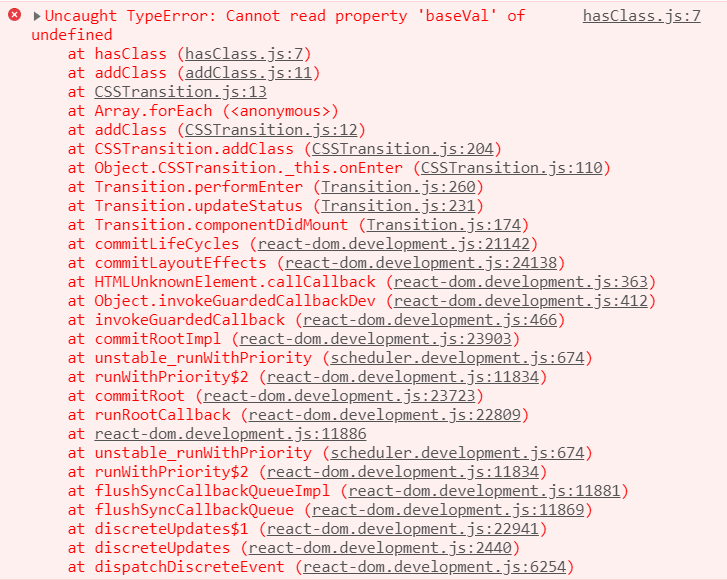 Uncaught TypeError: Cannot read property 'baseVal' of hasClass.js:7
undefined
at hasClass (hasClass.js:7)
at addClass (addClass.js:11)
at CSSTransition.js:13
at Array.forEach (<anonymous>)
at addClass (CSSTransition.js:12)
at CSSTransition.addClass (CSSTransition.js:204)
at Object.CSSTransition._this.onEnter (CSSTransition.js:110)
at Transition.performEnter (Transition.js:260)
at Transition.updateStatus (Transition.js:231)
at Transition.componentDidMount (Transition.js:174)
at commitLifeCycles (react-dom.development.js:21142)
at commitLayoutEffects (react-dom.development.js:24138)
at HTMLUnknownElement.callCallback (react-dom.development.js:363)
at Object.invokeGuardedCallbackDev (react-dom.development.js:412)
at invokeGuardedCallback (react-dom.development.js:466)
at commitRootImpl (react-dom.development.js:23903)
at unstable_runWithPriority (scheduler.development.js:674)
at runWithPriority$2 (react-dom.development.js:11834)
at commitRoot (react-dom.development.js:23723)
at runRootCallback (react-dom.development.js:22809)
at react-dom.development.js:11886
at unstable_runWithPriority (scheduler.development.js:674)
at runWithPriority$2 (react-dom.development.js:11834)
at flushSyncCallbackQueueImpl (react-dom.development.js:11881)
at flushSyncCallbackQueue (react-dom.development.js:11869)
at discreteUpdates$1 (react-dom.development.js:22941)
at discreteUpdates (react-dom.development.js:2440)
at dispatchDiscreteEvent (react-dom.development.js:6254)